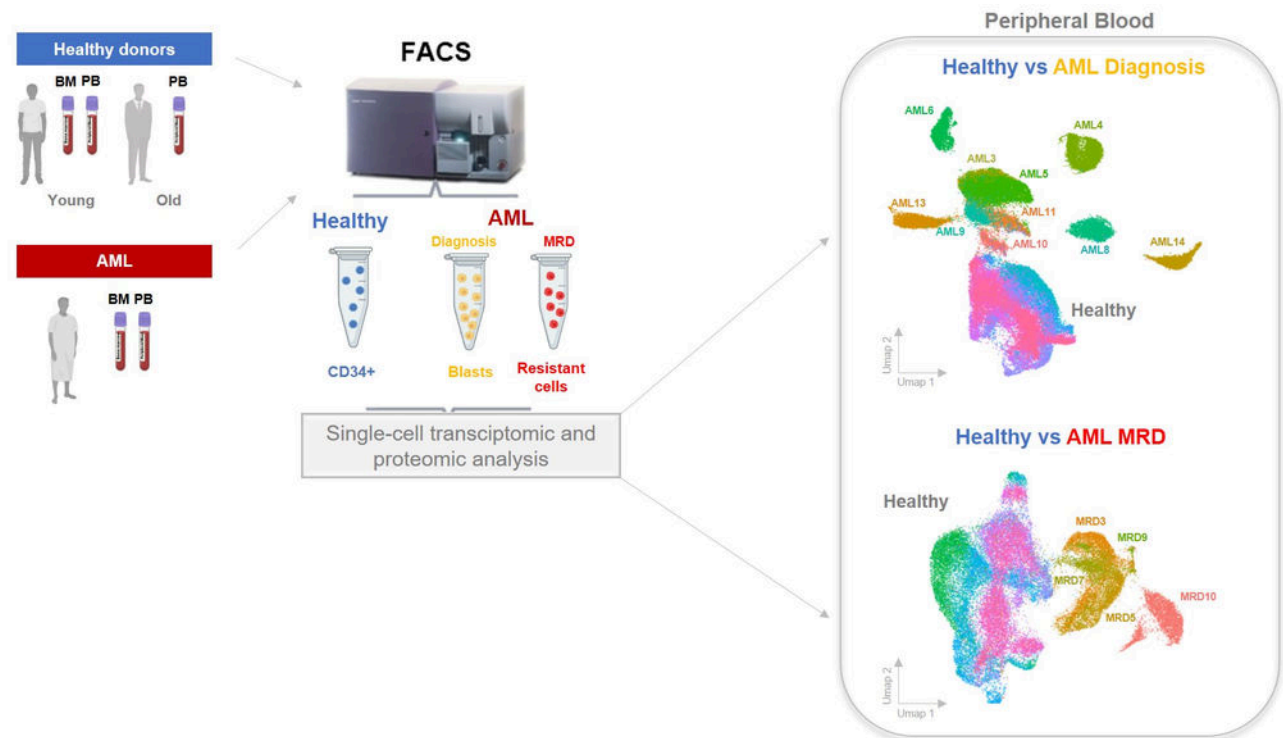 Healthy donors
BM PB
PB
Young
Old
AML
BM PB
FACS
Healthy
AML
Diagnosis
MRD
CD34+
Blasts
Resistant
cells
Single-cell transciptomic and
proteomic analysis
Peripheral Blood
Healthy vs AML Diagnosis
AML6
AML4
AML3
AML5
AML13
AML11
AML9
AML10
AML8
AML14
Healthy
Umap 2
Umap 1
Healthy vs AML MRD
Healthy
MRD3
MRD9
MRD7
MRD10
MRD5
Umap 2
Umap 1